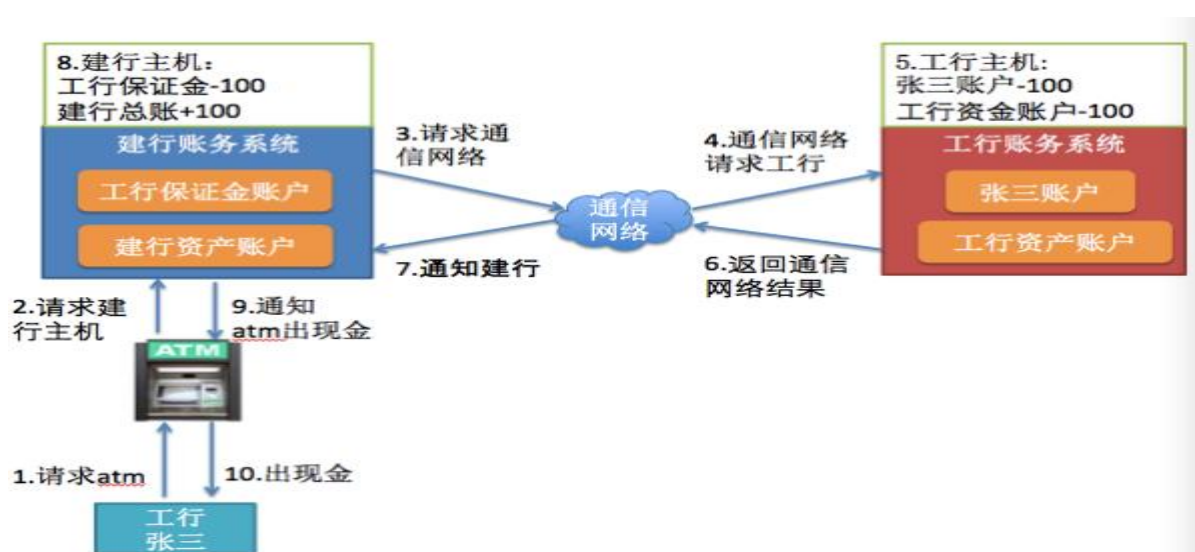 8.建行主机：
工行保证金-100
建行总账+100
建行账务系统
工行保证金账户
建行资产账户
3.请求通
信网络
4.通信网络
请求工行
5.工行主机:
张三账户-100
工行资金账户-100
工行账务系统
张三账户
工行资产账户
通信
网络
7.通知建行
6.返回通信
网络结果
2.请求建
行主机
9.通知
atm出现金
ATM
1.请求atm
10.出现金
工行
张三